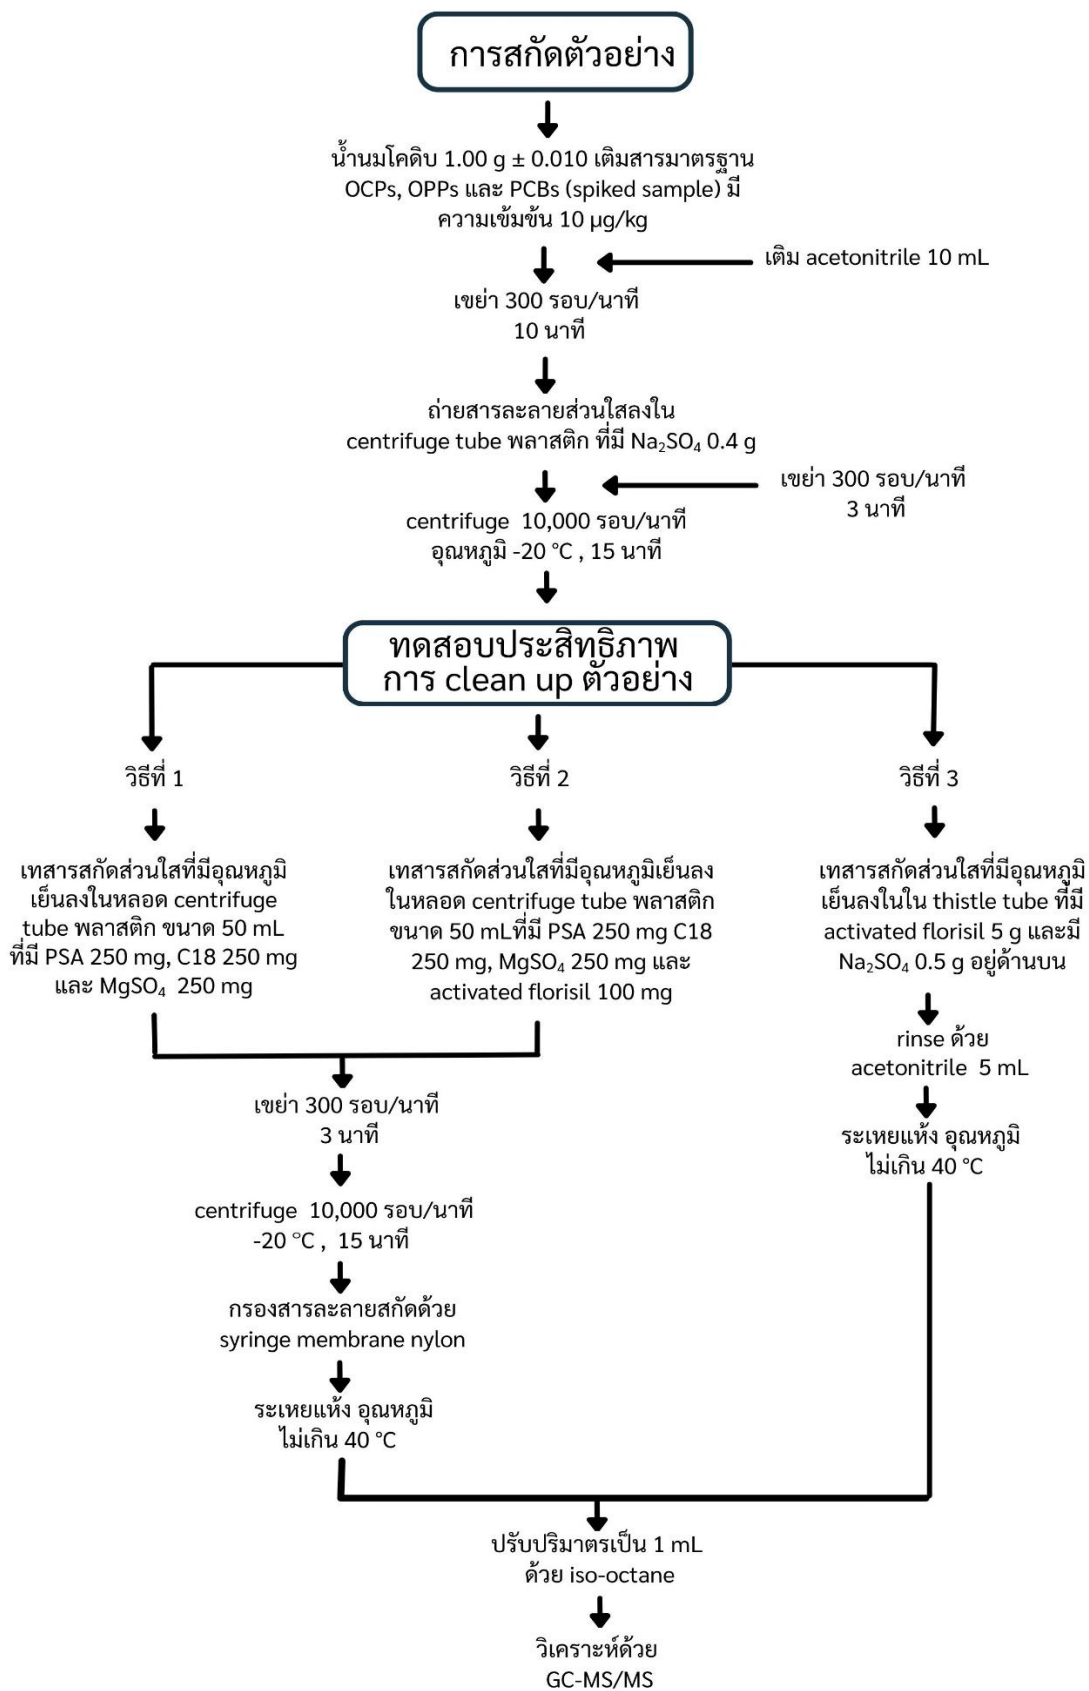 การสกัดตัวอย่าง
น้ำนมโคดิบ 1.00 g ± 0.010 เติมสารมาตรฐาน
OCPs, OPPs และ PCBs (spiked sample) มี
ความเข้มข้น 10 µg/kg
เติม acetonitrile 10 mL
เขย่า 300 รอบ/นาที
10 นาที
ถ่ายสารละลายส่วนใสลงใน
centrifuge tube พลาสติก ที่มี Na₂SO₄ 0.4 g
เขย่า 300 รอบ/นาที
3 นาที
centrifuge 10,000 รอบ/นาที
อุณหภูมิ -20 °C , 15 นาที
ทดสอบประสิทธิภาพ
การ clean up ตัวอย่าง
วิธีที่ 1
เทสารสกัดส่วนใสที่มีอุณหภูมิ
เย็นลงในหลอด centrifuge
tube พลาสติก ขนาด 50 mL
ที่มี PSA 250 mg, C18 250 mg
และ MgSO₄ 250 mg
วิธีที่ 2
เทสารสกัดส่วนใสที่มีอุณหภูมิเย็นลง
ในหลอด centrifuge tube พลาสติก
ขนาด 50 mLที่มี PSA 250 mg C18
250 mg, MgSO₄ 250 mg และ
activated florisil 100 mg
วิธีที่ 3
เทสารสกัดส่วนใสที่มีอุณหภูมิ
เย็นลงในใน thistle tube ที่มี
activated florisil 5 g และมี
Na₂SO₄ 0.5 g อยู่ด้านบน
rinse ด้วย
acetonitrile 5 mL
ระเหยแห้ง อุณหภูมิ
ไม่เกิน 40 °C
เขย่า 300 รอบ/นาที
3 นาที
centrifuge 10,000 รอบ/นาที
-20 °C , 15 นาที
กรองสารละลายสกัดด้วย
syringe membrane nylon
ระเหยแห้ง อุณหภูมิ
ไม่เกิน 40 °C
ปรับปริมาตรเป็น 1 mL
ด้วย iso-octane
วิเคราะห์ด้วย
GC-MS/MS